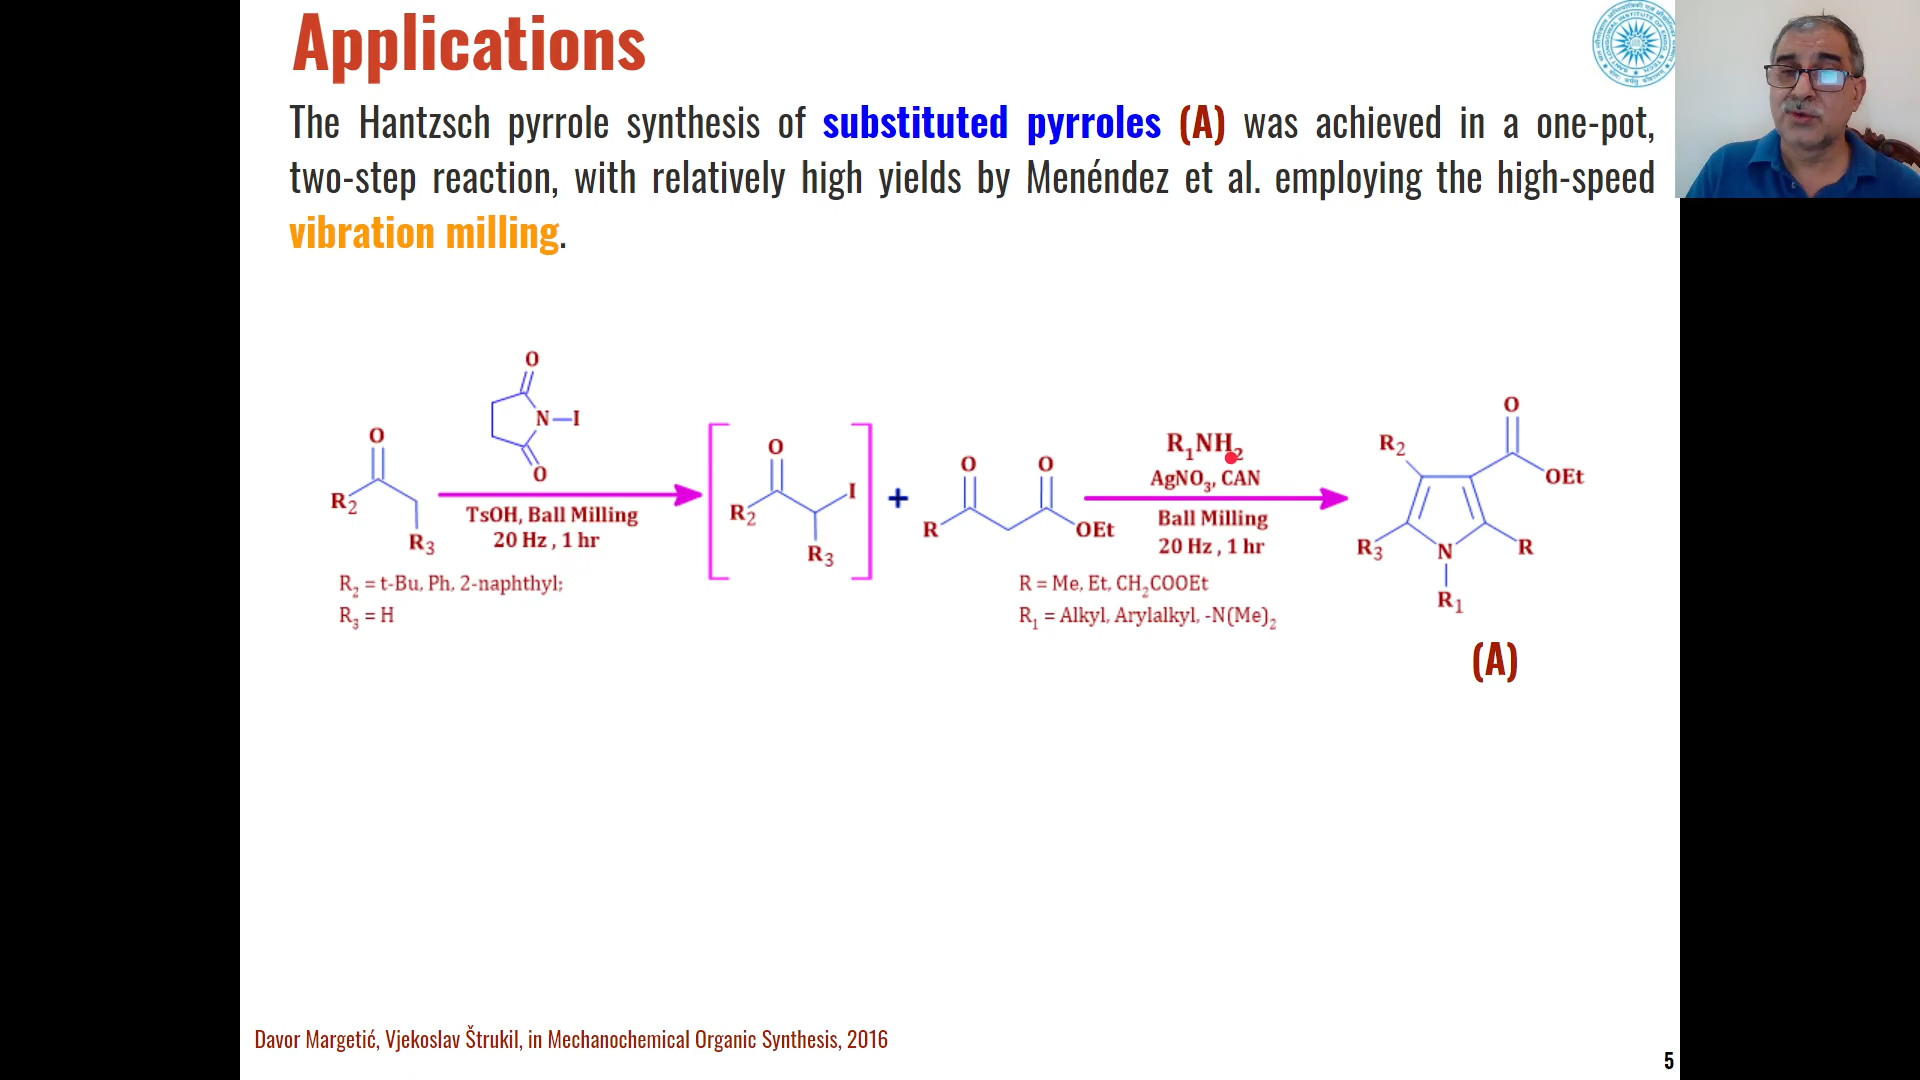 Applications
The Hantzsch pyrrole synthesis of substituted pyrroles (A) was achieved in a one-pot,
two-step reaction, with relatively high yields by Menéndez et al. employing the high-speed
vibration milling.
O
N
I
O
O
R2
R3
TsOH, Ball Milling
20 Hz , 1 hr
R2 = t-Bu, Ph, 2-naphthyl;
R3 = H
O
I
R2
R3
+
O
O
R
OEt
R1NH2
AgNO3, CAN
Ball Milling
20 Hz , 1 hr
R = Me, Et, CH2COOEt
R1 = Alkyl, Arylalkyl, -N(Me)2
O
R2
OEt
R3
N
R
R1
(A)
Davor Margetić, Vjekoslav Štrukil, in Mechanochemical Organic Synthesis, 2016
5